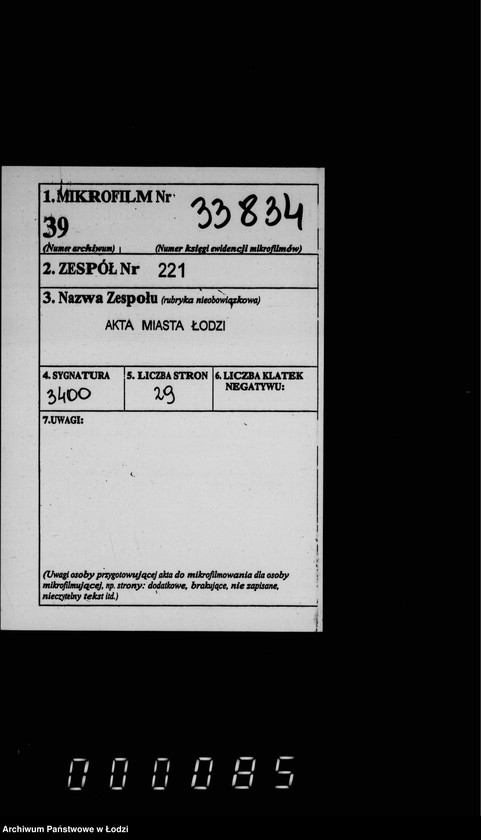 1. MIKROFILM Nr 33834
39
(Numer archiwum) (Numer księgi ewidencji mikrofilmów)
2. ZESPÓŁ Nr 221
3. Nazwa Zespołu (rubryka nieobowiązkowa)
AKTA MIASTA ŁODZI
4. SYGNATURA 5. LICZBA STRON 6. LICZBA KLATEK
NEGATYWU:
3400 29
7.UWAGI:
(Uwagi osoby przygotowującej akta do mikrofilmowania dla osoby
mikrofilmującej, np. strony: dodatkowe, brakujące, nie zapisane,
nieczytelny tekst itd.)
000085
Archiwum Państwowe w Łodzi